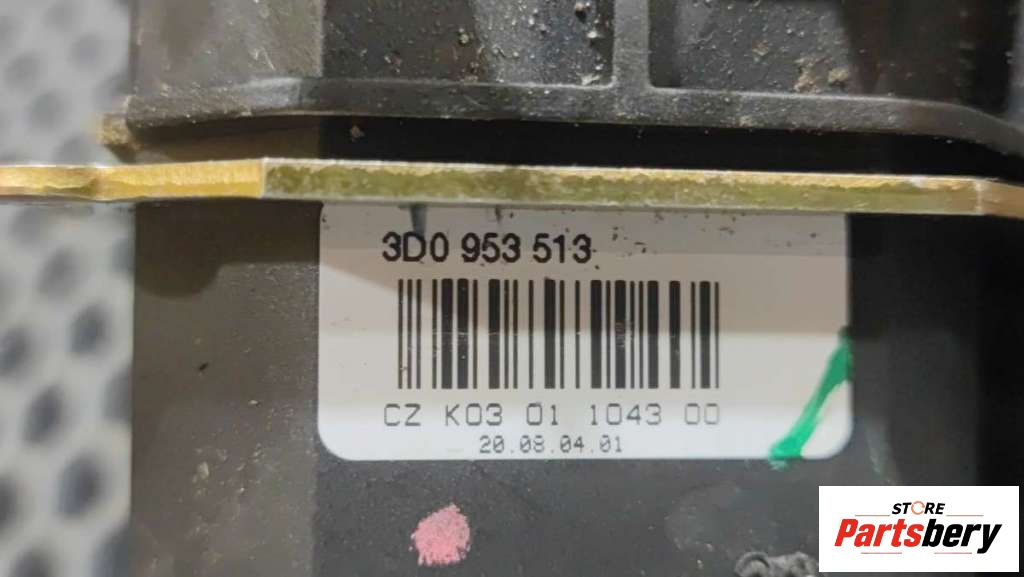 3D0 953 513
CZ K03 01 1043 00
20.08.04.01
STORE
Partsbery